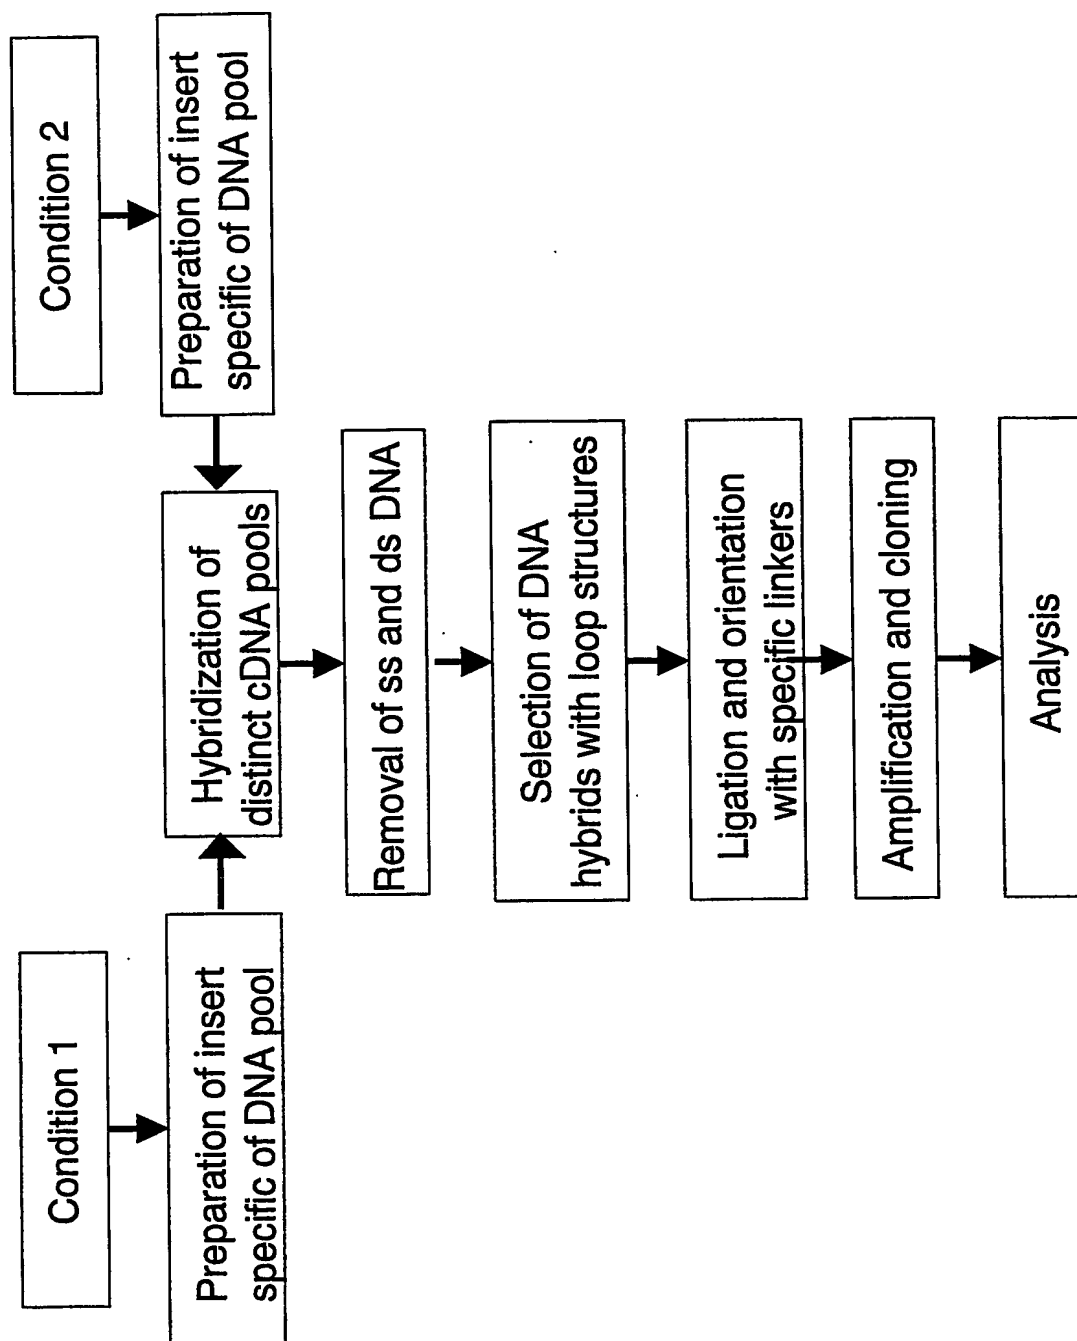 Condition 1
Condition 2
Preparation of insert
specific of DNA pool
Preparation of insert
specific of DNA pool
Hybridization of
distinct cDNA pools
Removal of ss and ds DNA
Selection of DNA
hybrids with loop structures
Ligation and orientation
with specific linkers
Amplification and cloning
Analysis